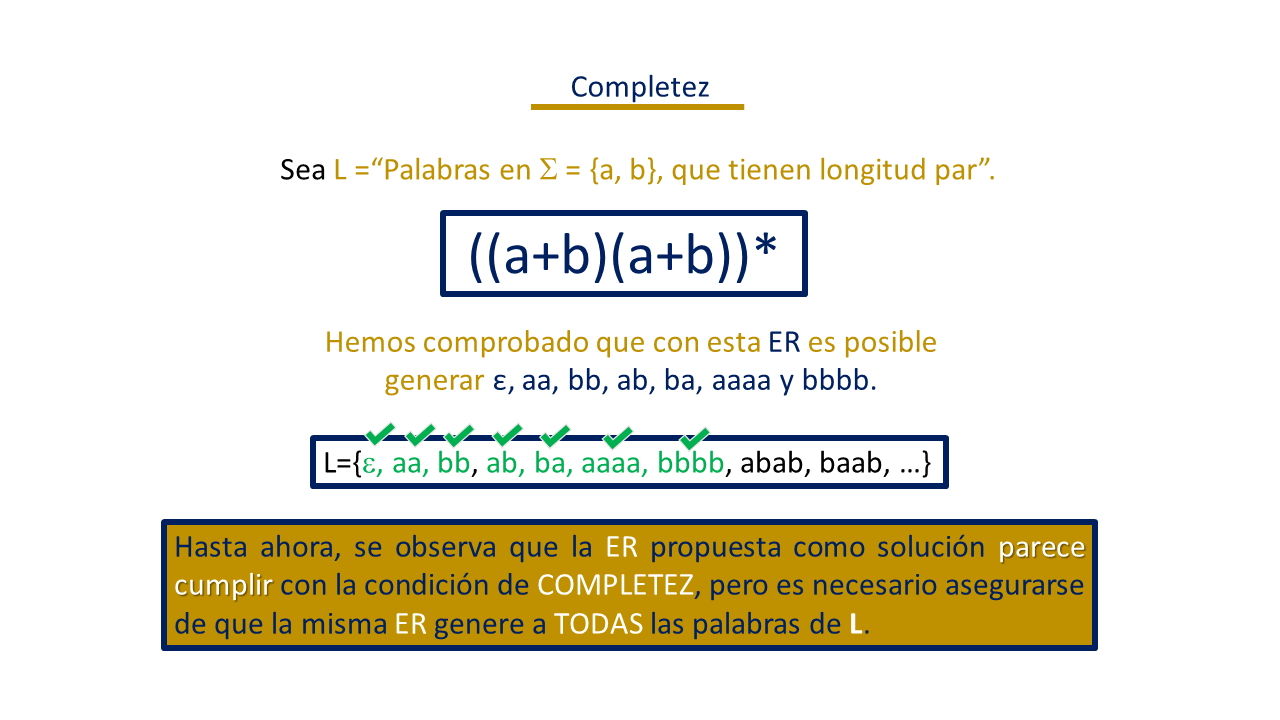 Completez
Sea L =“Palabras en Σ = {a, b}, que tienen longitud par”.
((a+b)(a+b))*
Hemos comprobado que con esta ER es posible
generar ε, aa, bb, ab, ba, aaaa y bbbb.
L={ε, aa, bb, ab, ba, aaaa, bbbb, abab, baab, …}
Hasta ahora, se observa que la ER propuesta como solución parece
cumplir con la condición de COMPLETEZ, pero es necesario asegurarse
de que la misma ER genere a TODAS las palabras de L.